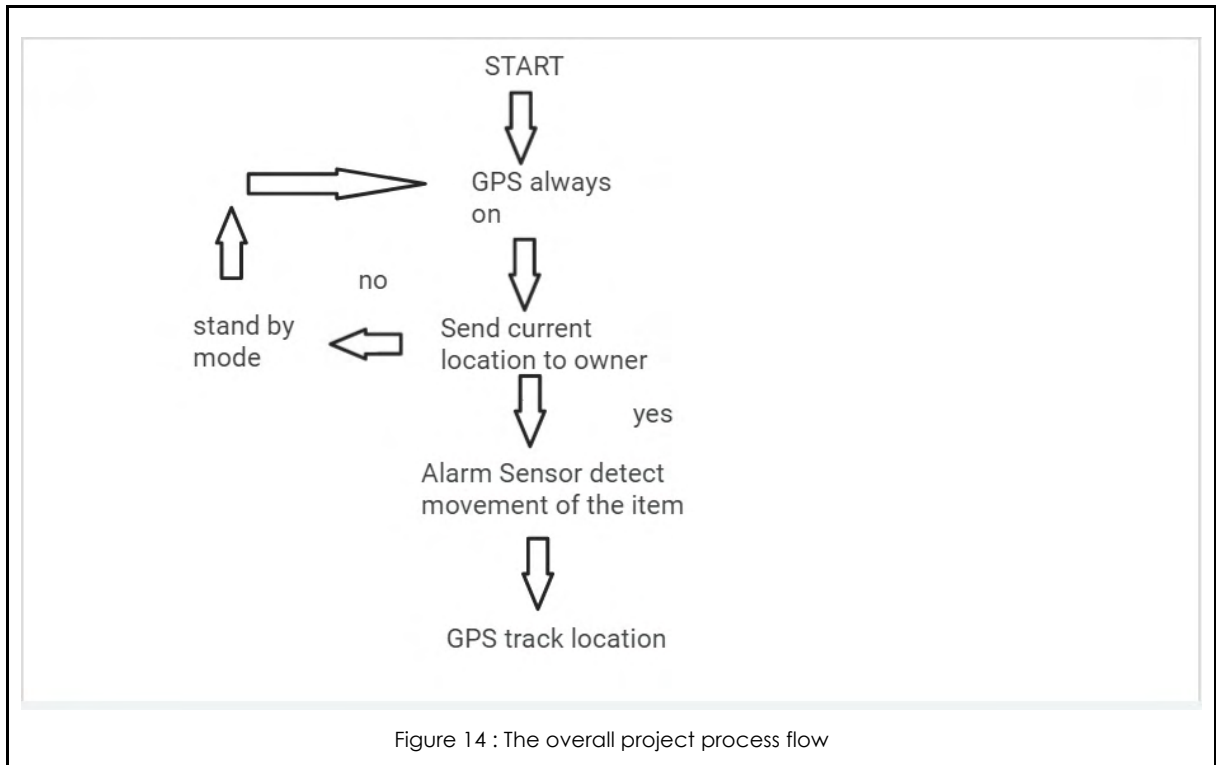 START
GPS always
on
no
stand by
mode
Send current
location to owner
yes
Alarm Sensor detect
movement of the item
GPS track location
Figure 14 : The overall project process flow